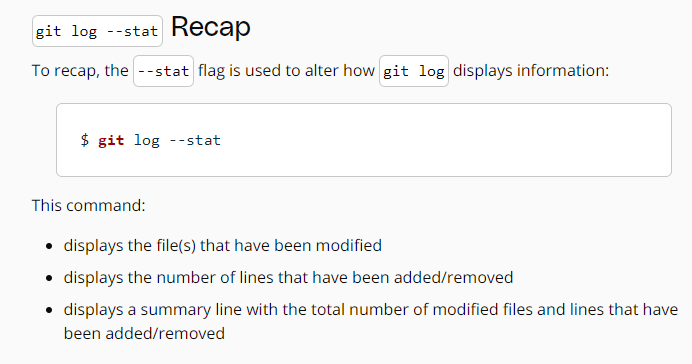 git log --stat Recap
To recap, the --stat flag is used to alter how git log displays information:
$ git log --stat
This command:
• displays the file(s) that have been modified
• displays the number of lines that have been added/removed
• displays a summary line with the total number of modified files and lines that have
been added/removed